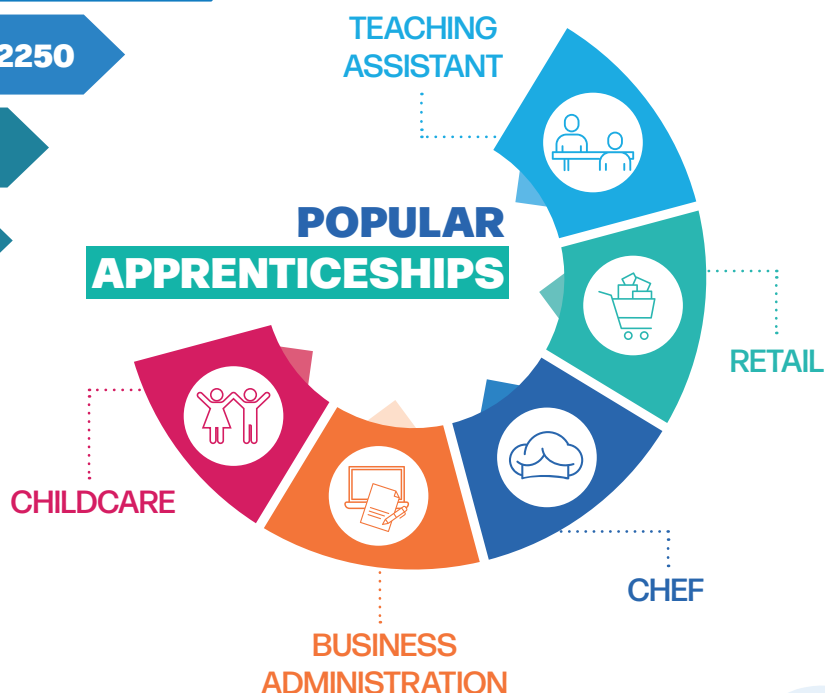 2250
TEACHING
ASSISTANT
POPULAR
APPRENTICESHIPS
RETAIL
CHILDCARE
CHEF
BUSINESS
ADMINISTRATION